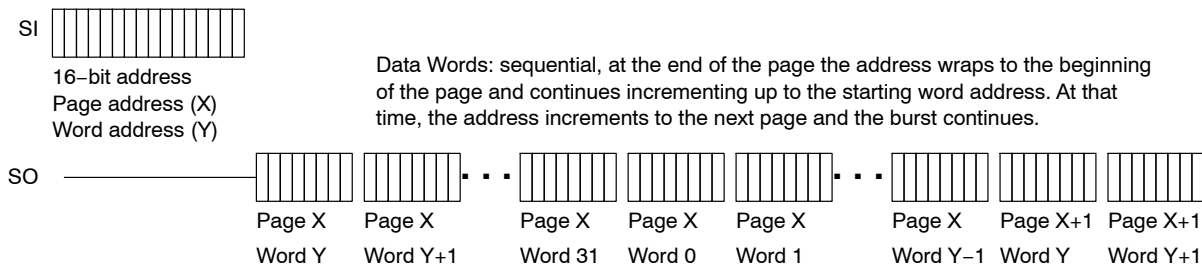 SI
16−bit address
Page address (X)
Word address (Y)
Data Words: sequential, at the end of the page the address wraps to the beginning
of the page and continues incrementing up to the starting word address. At that
time, the address increments to the next page and the burst continues.
SO
Page X Page X Page X Page X Page X Page X Page X+1 Page X+1
Word Y Word Y+1 Word 31 Word 0 Word 1 Word Y−1 Word Y Word Y+1